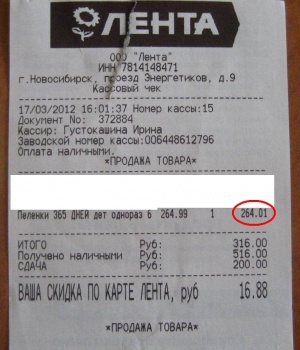 ЛЕНТА
ООО "Лента"
ИНН 7814148471
г.Новосибирск, проезд Энергетиков, д.9
Кассовый чек
17/03/2012 16:01:37 Номер кассы:15
Документ No: 372884
Кассир: Густокашина Ирина
Заводской номер кассы:006448612796
Оплата наличными.
*ПРОДАЖА ТОВАРА*
Пеленки 365 ДНЕЙ дет однораз 6 264.99 1 264.01
ИТОГО Руб: 316.00
Получено наличными Руб: 516.00
СДАЧА Руб: 200.00
ВАША СКИДКА ПО КАРТЕ ЛЕНТА, руб 16.88
*ПРОДАЖА ТОВАРА*